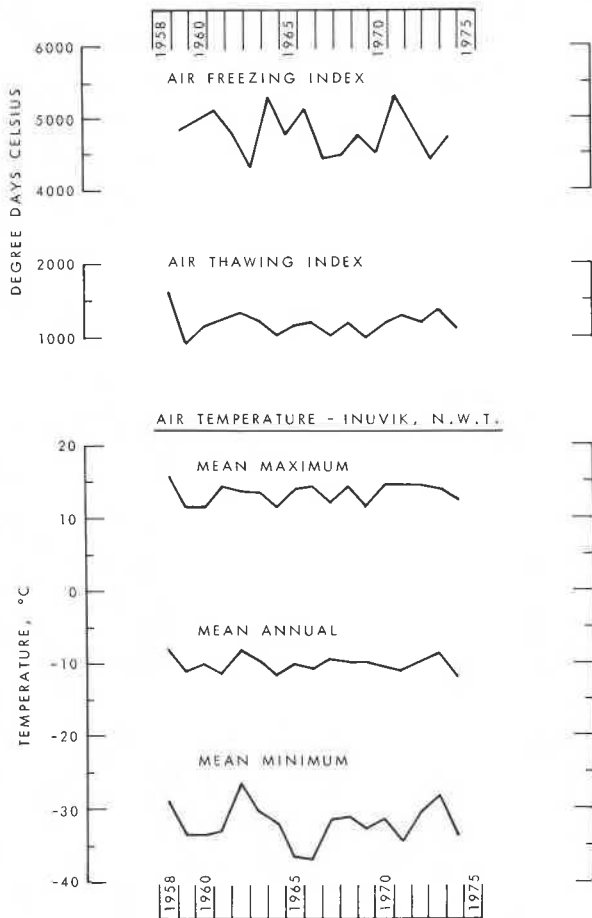 1958 1960 1965 1970 1975
6000
AIR FREEZING INDEX
5000
4000
DEGREE DAYS CELSIUS
2000
AIR THAWING INDEX
1000
AIR TEMPERATURE - INUVIK, N.W.T.
20
MEAN MAXIMUM
10
0
TEMPERATURE, °C
MEAN ANNUAL
-10
-20
MEAN MINIMUM
-30
-40
1958 1960 1965 1970 1975